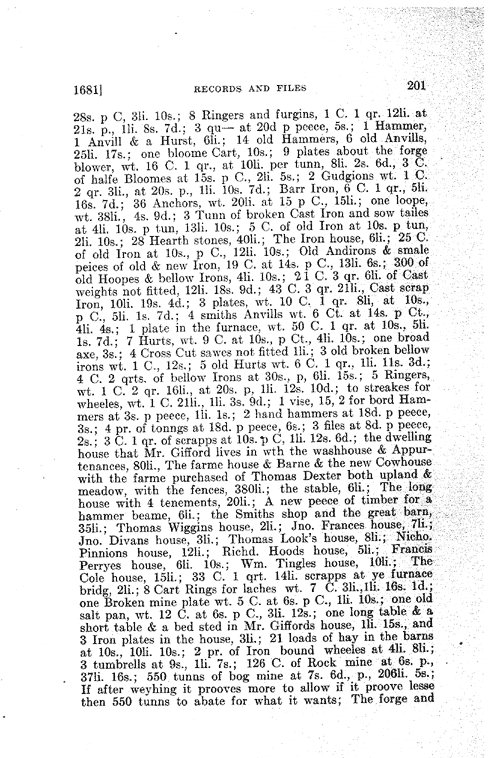 1681] RECORDS AND FILES 201
28s. p C, 3li. 10s.; 8 Ringers and furgins, 1 C. 1 qr. 12li. at
21s. p., 1li. 8s. 7d.; 3 qu— at 20d p peece, 5s.; 1 Hammer,
1 Anvill & a Hurst, 6li.; 14 old Hammers, 6 old Anvills,
25li. 17s.; one bloome Cart, 10s.; 9 plates about the forge
blower, wt. 16 C. 1 qr., at 10li. per tunn, 8li. 2s. 6d., 3 C.
of halfe Bloomes at 15s. p C., 2li. 5s.; 2 Gudgions wt. 1 C.
2 qr. 3li., at 20s. p., 1li. 10s. 7d.; Barr Iron, 6 C. 1 qr., 5li.
16s. 7d.; 36 Anchors, wt. 20li. at 15 p C., 15li.; one loope,
wt. 38li., 4s. 9d.; 3 Tunn of broken Cast Iron and sow tailes
at 4li. 10s. p tun, 13li. 10s.; 5 C. of old Iron at 10s. p tun,
2li. 10s.; 28 Hearth stones, 40li.; The Iron house, 6li.; 25 C.
of old Iron at 10s., p C., 12li. 10s.; Old Andirons & smale
peices of old & new Iron, 19 C. at 14s. p C., 13li. 6s.; 300 of
old Hoopes & bellow Irons, 4li. 10s.; 21 C. 3 qr. 6li. of Cast
weights not fitted, 12li. 18s. 9d.; 43 C. 3 qr. 21li., Cast scrap
Iron, 10li. 19s. 4d.; 3 plates, wt. 10 C. 1 qr. 8li, at 10s.,
p C., 5li. 1s. 7d.; 4 smiths Anvills wt. 6 Ct. at 14s. p Ct.,
4li. 4s.; 1 plate in the furnace, wt. 50 C. 1 qr. at 10s., 5li.
1s. 7d.; 7 Hurts, wt. 9 C. at 10s., p Ct., 4li. 10s.; one broad
axe, 3s.; 4 Cross Cut sawes not fitted 1li.; 3 old broken bellow
irons wt. 1 C., 12s.; 5 old Hurts wt. 6 C. 1 qr., 1li. 11s. 3d.;
4 C. 2 qrts. of bellow Irons at 30s., p, 6li. 15s.; 5 Ringers,
wt. 1 C. 2 qr. 16li., at 20s. p, 1li. 12s. 10d.; to streakes for
wheeles, wt. 1 C. 21li., 1li. 3s. 9d.; 1 vise, 15, 2 for bord Ham-
mers at 3s. p peece, 1li. 1s.; 2 hand hammers at 18d. p peece,
3s.; 4 pr. of tonngs at 18d. p peece, 6s.; 3 files at 8d. p peece,
2s.; 3 C. 1 qr. of scrapps at 10s. p C, 1li. 12s. 6d.; the dwelling
house that Mr. Gifford lives in wth the washhouse & Appur-
tenances, 80li., The farme house & Barne & the new Cowhouse
with the farme purchased of Thomas Dexter both upland &
meadow, with the fences, 380li.; the stable, 6li.; The long
house with 4 tenements, 20li.; A new peece of timber for a
hammer beame, 6li.; the Smiths shop and the great barn,
35li.; Thomas Wiggins house, 2li.; Jno. Frances house, 7li.;
Jno. Divans house, 3li.; Thomas Look's house, 8li.; Nicho.
Pinnions house, 12li.; Richd. Hoods house, 5li.; Francis
Perryes house, 6li. 10s.; Wm. Tingles house, 10li.; The
Cole house, 15li.; 33 C. 1 qrt. 14li. scrapps at ye furnace
bridg, 2li.; 8 Cart Rings for laches wt. 7 C. 3li., 1li. 16s. 1d.;
one Broken mine plate wt. 5 C. at 6s. p C., 1li. 10s.; one old
salt pan, wt. 12 C. at 6s. p C., 3li. 12s.; one long table & a
short table & a bed sted in Mr. Giffords house, 1li. 15s., and
3 Iron plates in the house, 3li.; 21 loads of hay in the barns
at 10s., 10li. 10s.; 2 pr. of Iron bound wheeles at 4li. 8li.;
3 tumbrells at 9s., 1li. 7s.; 126 C. of Rock mine at 6s. p.,
37li. 16s.; 550 tunns of bog mine at 7s. 6d., p., 206li. 5s.;
If after weyhing it prooves more to allow if it proove lesse
then 550 tunns to abate for what it wants; The forge and